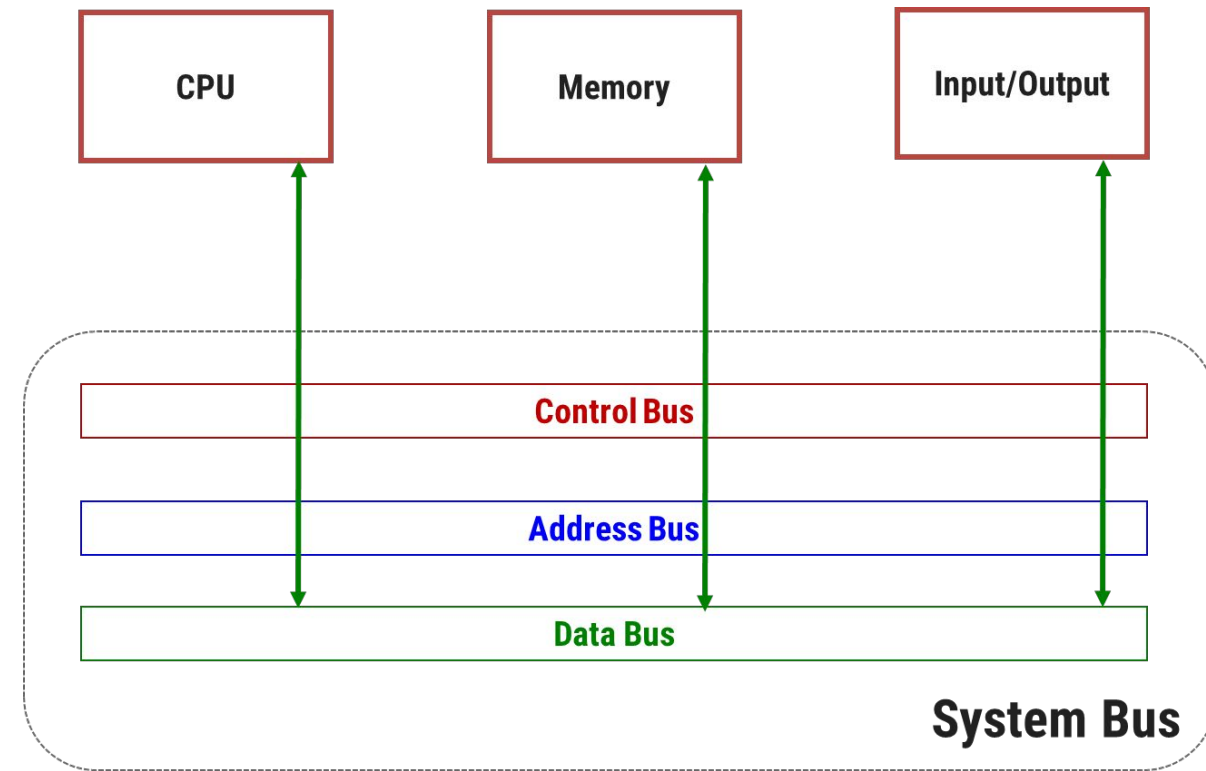 CPU
Memory
Input/Output
Control Bus
Address Bus
Data Bus
System Bus